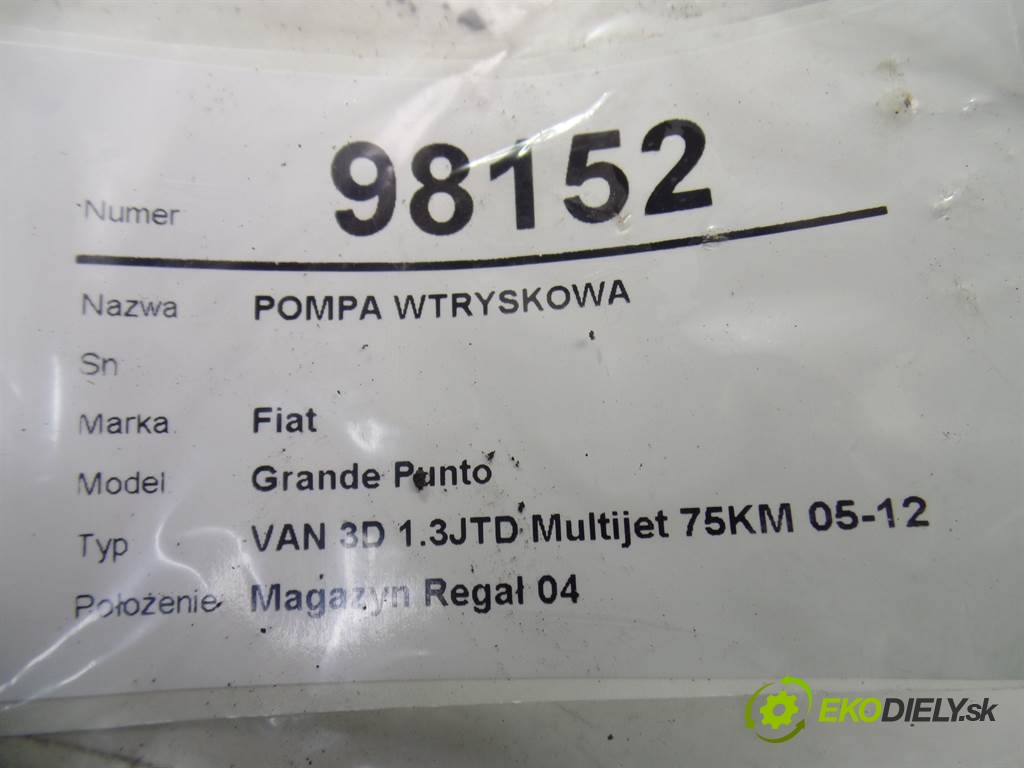 Numer 98152
Nazwa POMPA WTRYSKOWA
Sn
Marka Fiat
Model Grande Punto
Typ VAN 3D 1.3JTD Multijet 75KM 05-12
Położenie Magazyn Regał 04
EKODIELY.sk